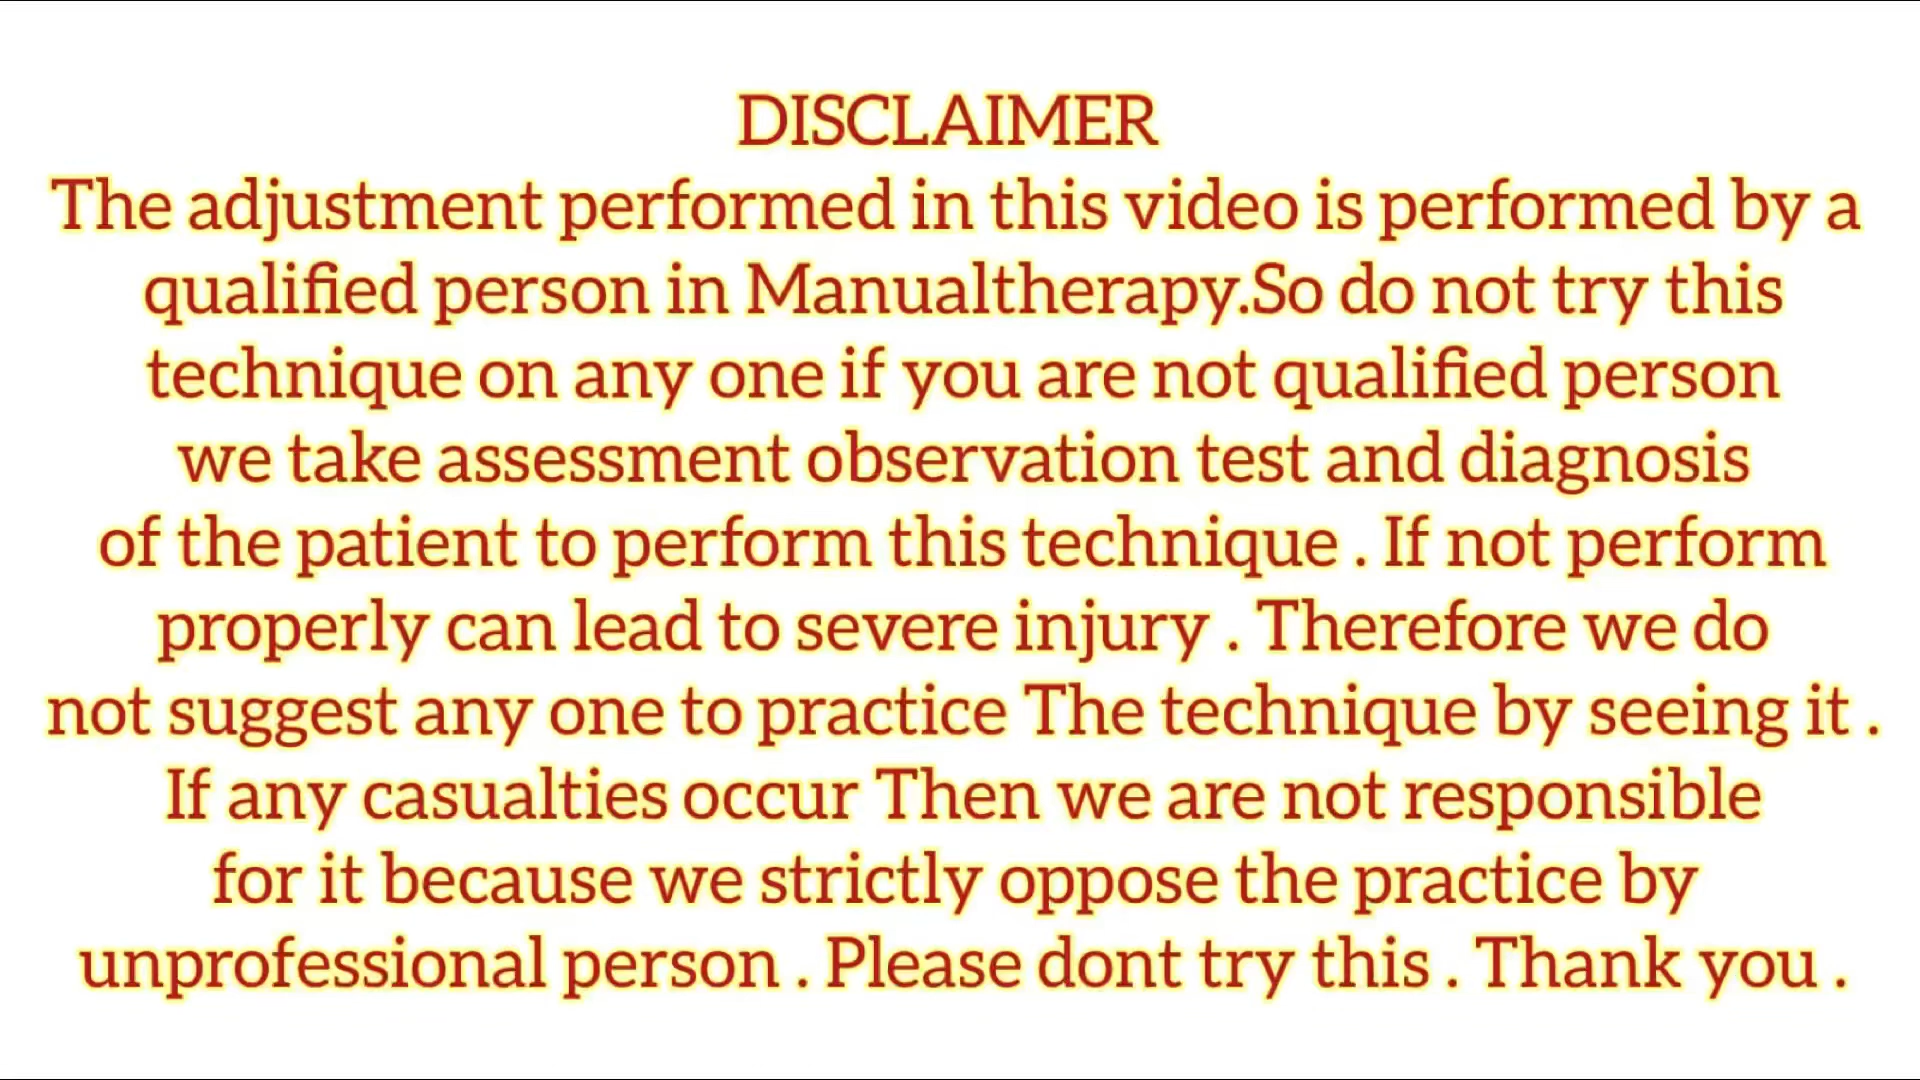 DISCLAIMER
The adjustment performed in this video is performed by a
qualified person in Manualtherapy.So do not try this
technique on any one if you are not qualified person
we take assessment observation test and diagnosis
of the patient to perform this technique . If not perform
properly can lead to severe injury . Therefore we do
not suggest any one to practice The technique by seeing it .
If any casualties occur Then we are not responsible
for it because we strictly oppose the practice by
unprofessional person . Please dont try this . Thank you .